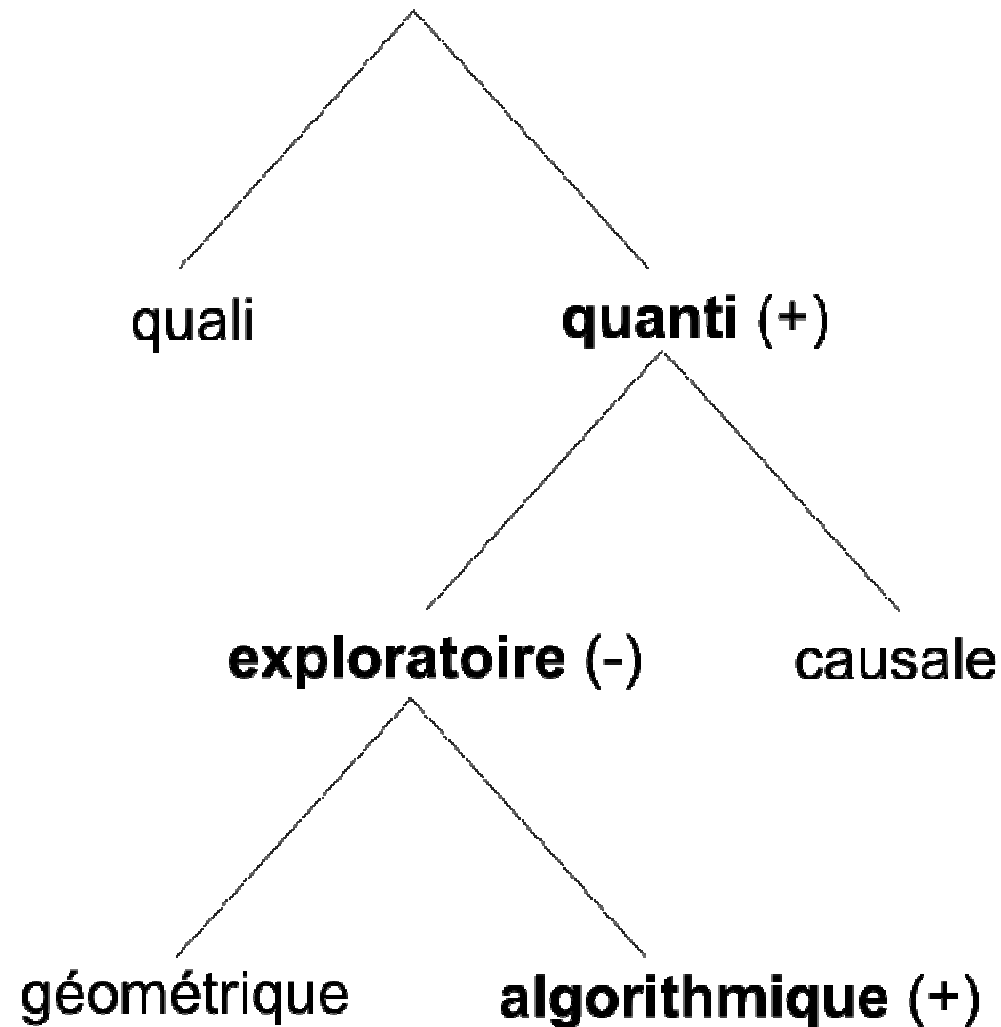 quali
quanti (+)
exploratoire (-)
causale
géométrique
algorithmique (+)